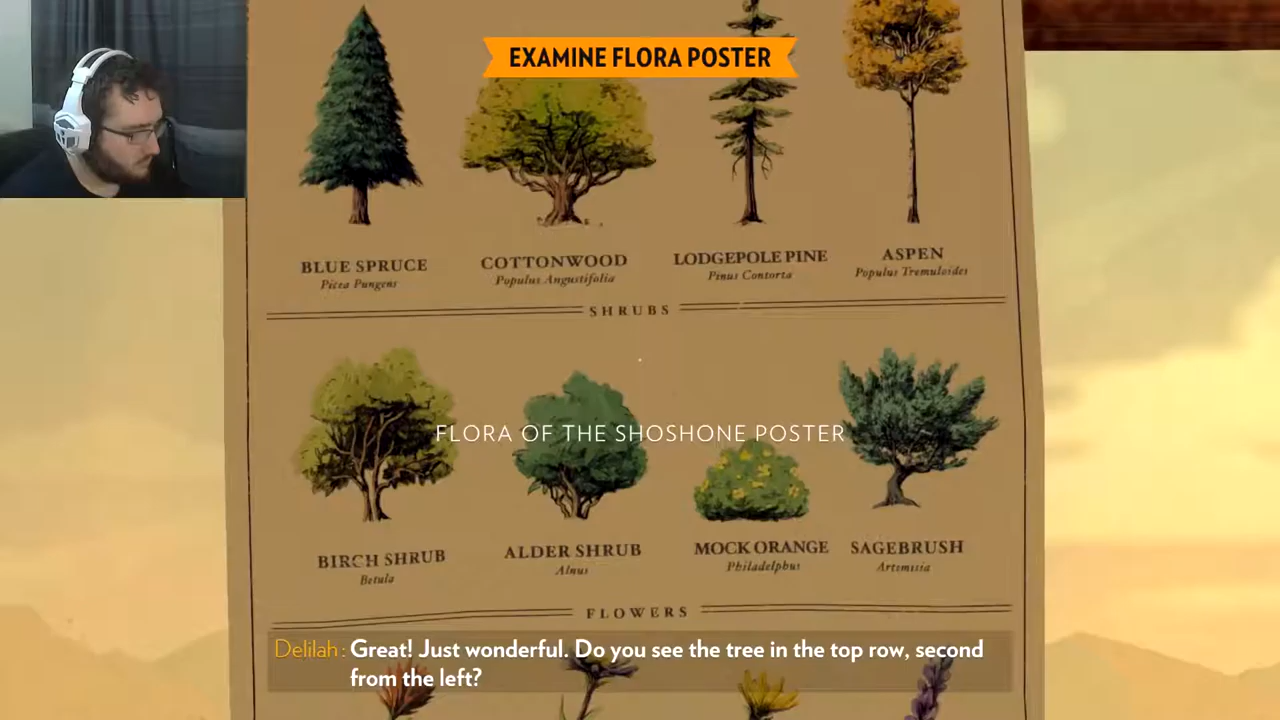 EXAMINE FLORA POSTER
BLUE SPRUCE
Picea Pungens
COTTONWOOD
Populus Angustifolia
LODGEPOLE PINE
Pinus Contorta
ASPEN
Populus Tremuloides
SHRUBS
FLORA OF THE SHOSHONE POSTER
BIRCH SHRUB
Betula
ALDER SHRUB
Alnus
MOCK ORANGE
Philadelphus
SAGEBRUSH
Artemisia
FLOWERS
Delilah: Great! Just wonderful. Do you see the tree in the top row, second
from the left?